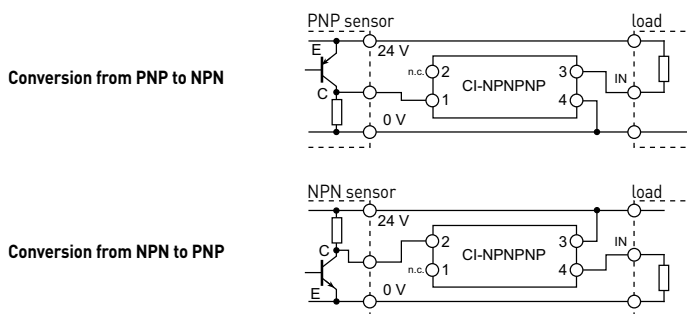 PNP sensor load
E 24 V
Conversion from PNP to NPN
n.c. 2 CI-NPNPNP 3 IN
C 1 4
0 V
NPN sensor load
24 V
Conversion from NPN to PNP
C 2 CI-NPNPNP 3 IN
n.c. 1 4
E 0 V